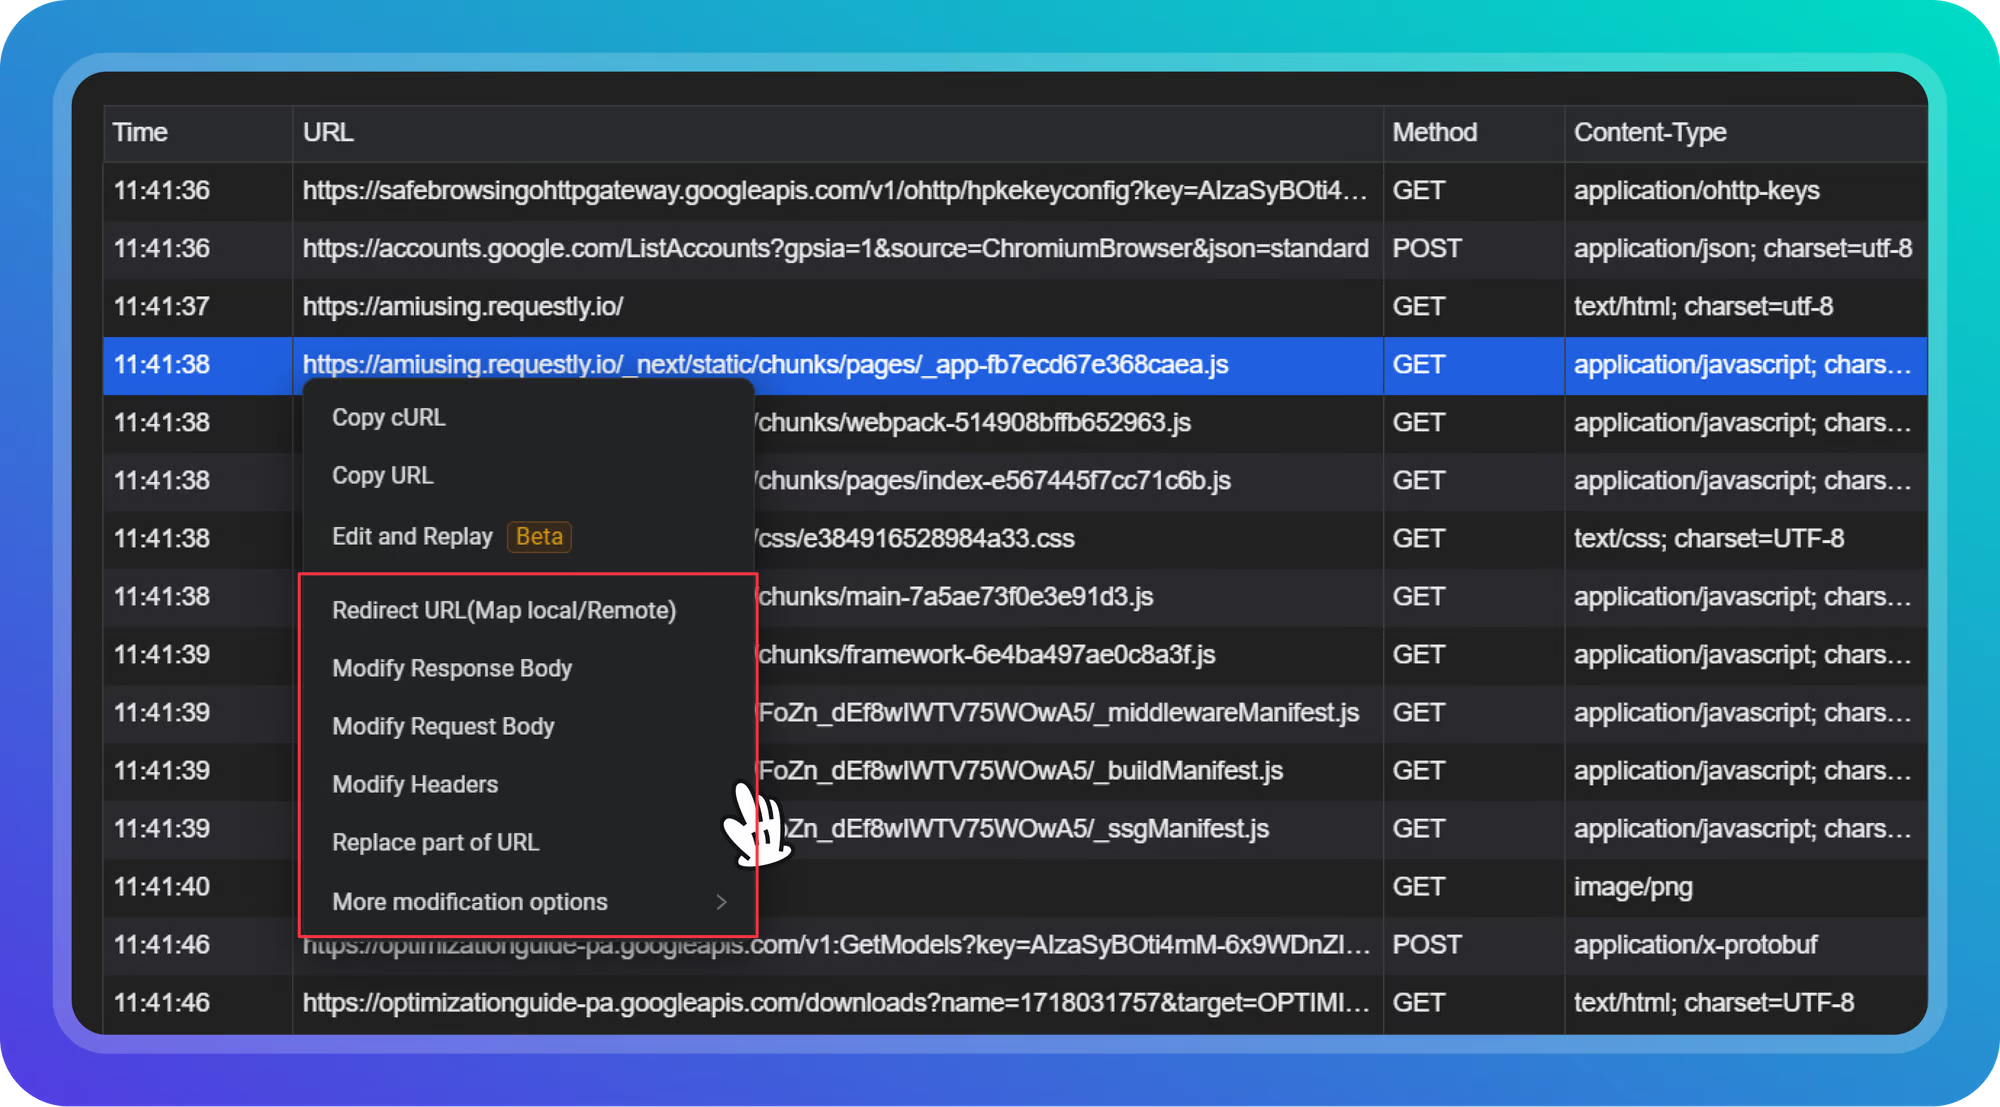 Time URL Method Content-Type
11:41:36 https://safebrowsingohttpgateway.googleapis.com/v1/ohttp/hpkekeyconfig?key=AIzaSyBOti4... GET application/ohttp-keys
11:41:36 https://accounts.google.com/ListAccounts?gpsia=1&source=ChromiumBrowser&json=standard POST application/json; charset=utf-8
11:41:37 https://amiusing.requestly.io/ GET text/html; charset=utf-8
11:41:38 https://amiusing.requestly.io/_next/static/chunks/pages/_app-fb7ecd67e368caea.js GET application/javascript; chars...
Copy cURL
11:41:38 /chunks/webpack-514908bffb652963.js GET application/javascript; chars...
Copy URL
11:41:38 /chunks/pages/index-e567445f7cc71c6b.js GET application/javascript; chars...
Edit and Replay Beta
11:41:38 /css/e384916528984a33.css GET text/css; charset=UTF-8
Redirect URL(Map local/Remote)
11:41:38 chunks/main-7a5ae73f0e3e91d3.js GET application/javascript; chars...
Modify Response Body
11:41:39 chunks/framework-6e4ba497ae0c8a3f.js GET application/javascript; chars...
Modify Request Body
11:41:39 FoZn_dEf8wIWTV75WOwA5/_middlewareManifest.js GET application/javascript; chars...
Modify Headers
11:41:39 FoZn_dEf8wIWTV75WOwA5/_buildManifest.js GET application/javascript; chars...
Replace part of URL
11:41:39 Zn_dEf8wIWTV75WOwA5/_ssgManifest.js GET application/javascript; chars...
More modification options
11:41:40 GET image/png
11:41:46 https://optimizationguide-pa.googleapis.com/v1:GetModels?key=AIzaSyBOti4mM-6x9WDnZI... POST application/x-protobuf
11:41:46 https://optimizationguide-pa.googleapis.com/downloads?name=1718031757&target=OPTIMI... GET text/html; charset=UTF-8